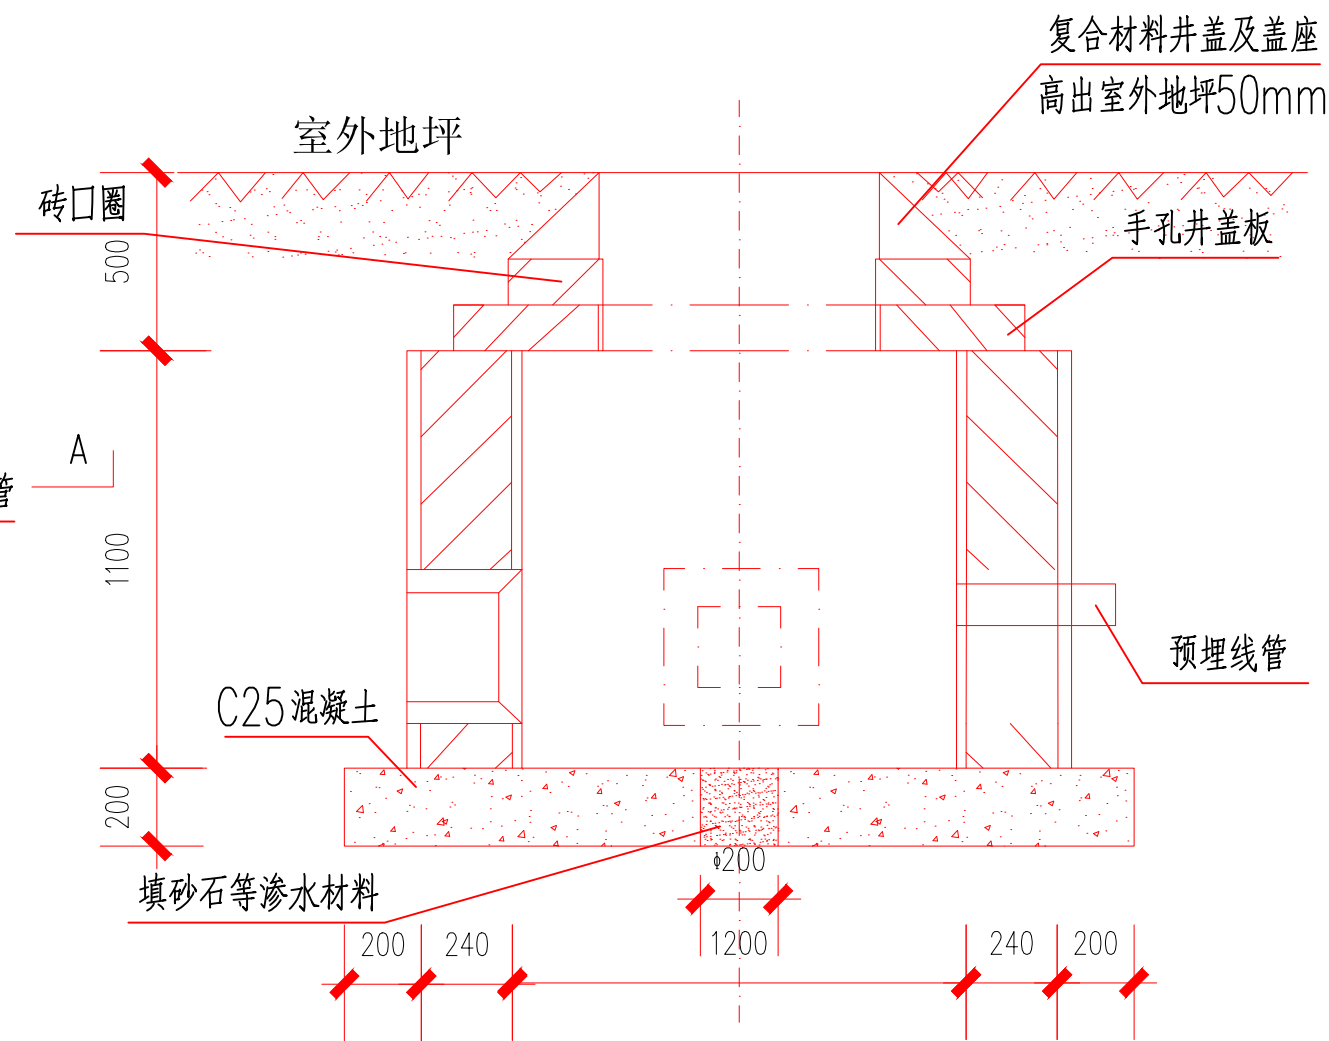 复合材料井盖及盖座
高出室外地坪50mm
室外地坪
砖口圈
手孔井盖板
500
A
管
1100
预埋线管
C25混凝土
200
填砂石等渗水材料
ϕ200
200
240
1200
240
200